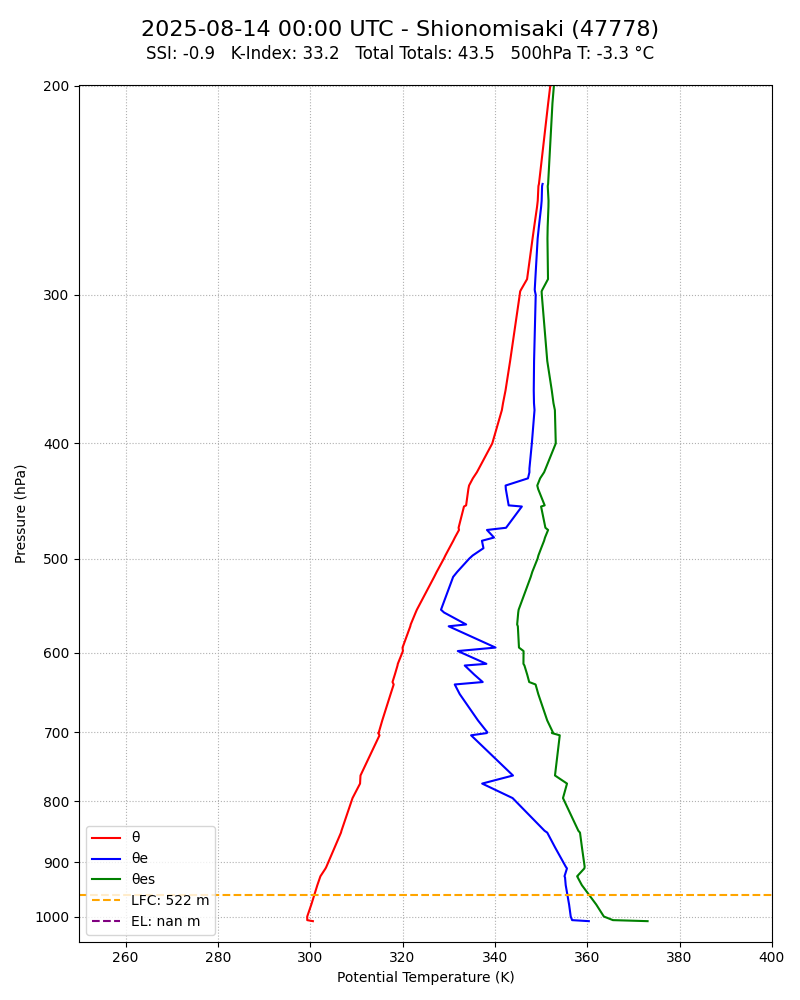 2025-08-14 00:00 UTC - Shionomisaki (47778)
SSI: -0.9   K-Index: 33.2   Total Totals: 43.5   500hPa T: -3.3 °C
200
300
400
500
600
700
800
900
1000
Pressure (hPa)
θ
θe
θes
LFC: 522 m
EL: nan m
260 280 300 320 340 360 380 400
Potential Temperature (K)